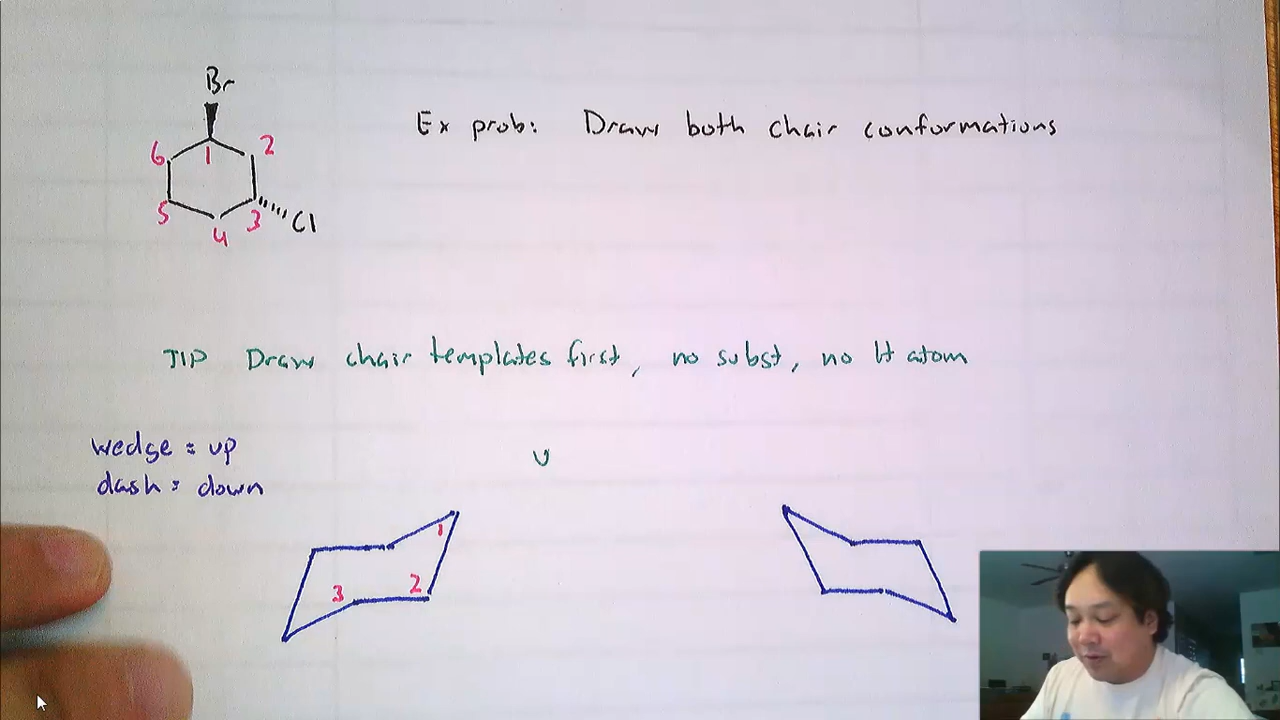 Br
Ex prob: Draw both chair conformations
6 1 2
5 3 Cl
4
TIP Draw chair templates first, no subst, no H atom
wedge = up
dash = down
U
1
3 2